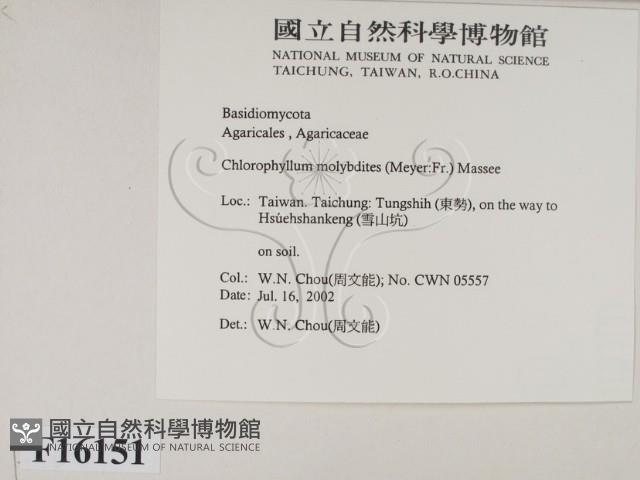 國立自然科學博物館
NATIONAL MUSEUM OF NATURAL SCIENCE
TAICHUNG, TAIWAN, R.O.CHINA
Basidiomycota
Agaricales , Agaricaceae
Chlorophyllum molybdites (Meyer:Fr.) Massee
Loc.: Taiwan. Taichung: Tungshih (東勢), on the way to
Hsúehshankeng (雪山坑)
on soil.
Col.: W.N. Chou(周文能); No. CWN 05557
Date: Jul. 16, 2002
Det.: W.N. Chou(周文能)
國立自然科學博物館
NATIONAL MUSEUM OF NATURAL SCIENCE
F16151